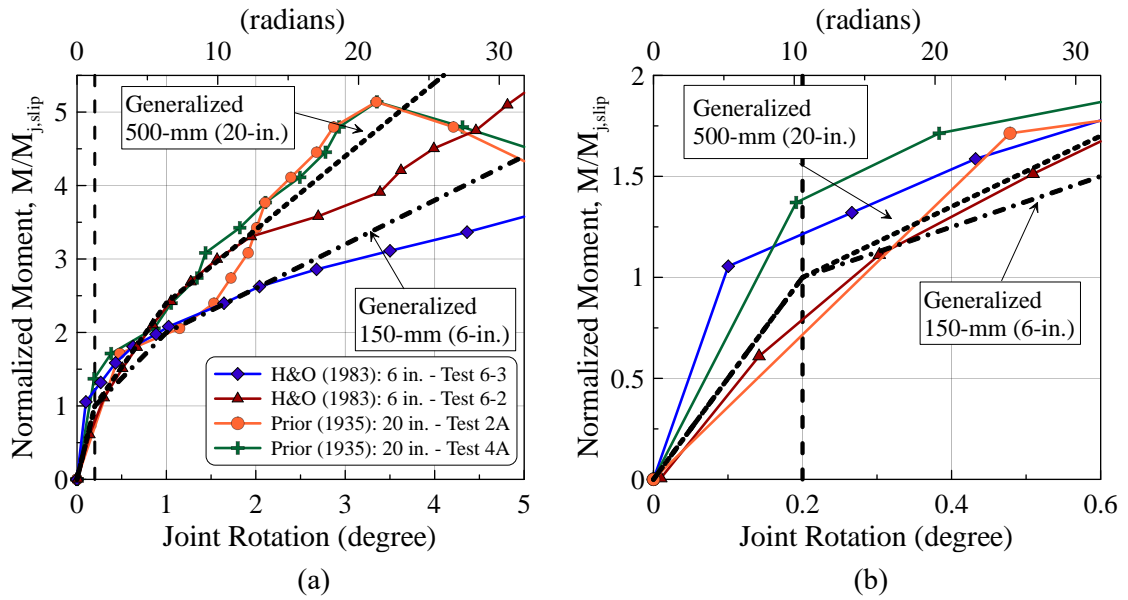 (radians)
0 10 20 30
Normalized Moment, M/Mj,slip
5
4
3
2
1
0
Generalized
500-mm (20-in.)
Generalized
150-mm (6-in.)
H&O (1983): 6 in. - Test 6-3
H&O (1983): 6 in. - Test 6-2
Prior (1935): 20 in. - Test 2A
Prior (1935): 20 in. - Test 4A
0 1 2 3 4 5
Joint Rotation (degree)
(a)
(radians)
0 10 20 30
Normalized Moment, M/Mj,slip
2
1.5
1
0.5
0
Generalized
500-mm (20-in.)
Generalized
150-mm (6-in.)
0 0.2 0.4 0.6
Joint Rotation (degree)
(b)